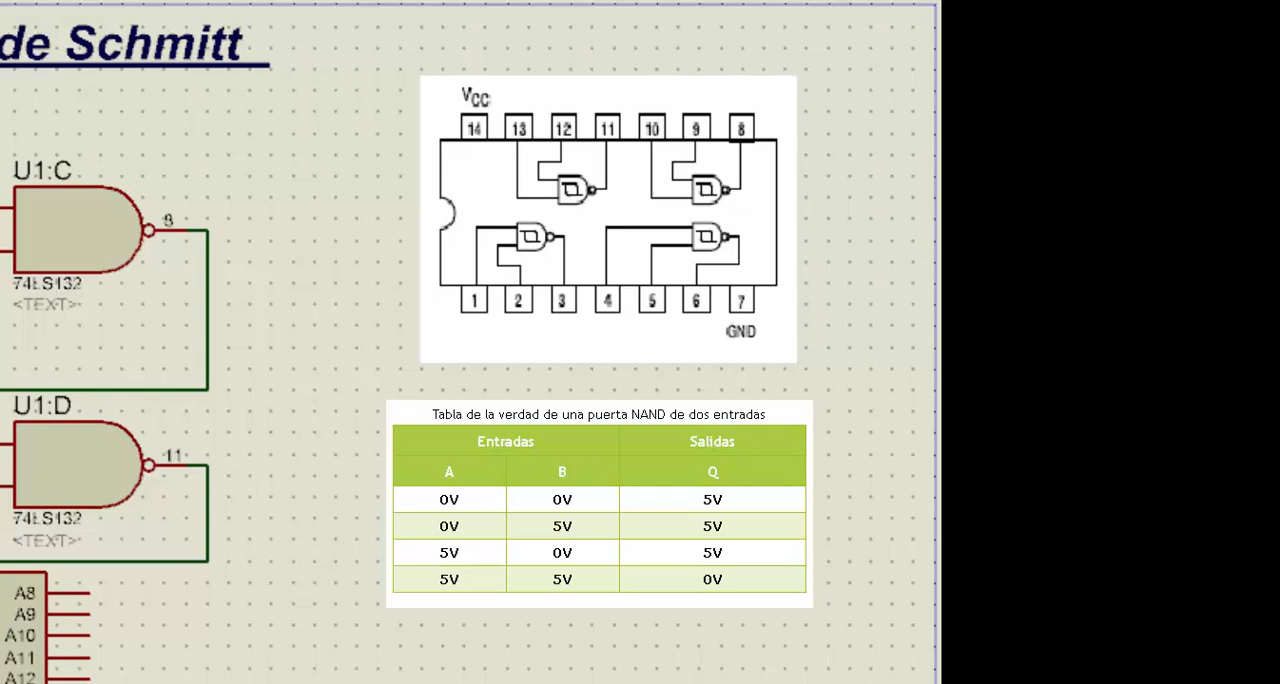 de Schmitt
VCC
14 13 12 11 10 9 8
1 2 3 4 5 6 7
GND
U1:C
9
74LS132
<TEXT>
U1:D
11
74LS132
<TEXT>
A8
A9
A10
A11
A12
Tabla de la verdad de una puerta NAND de dos entradas
Entradas Salidas
A B Q
0V 0V 5V
0V 5V 5V
5V 0V 5V
5V 5V 0V